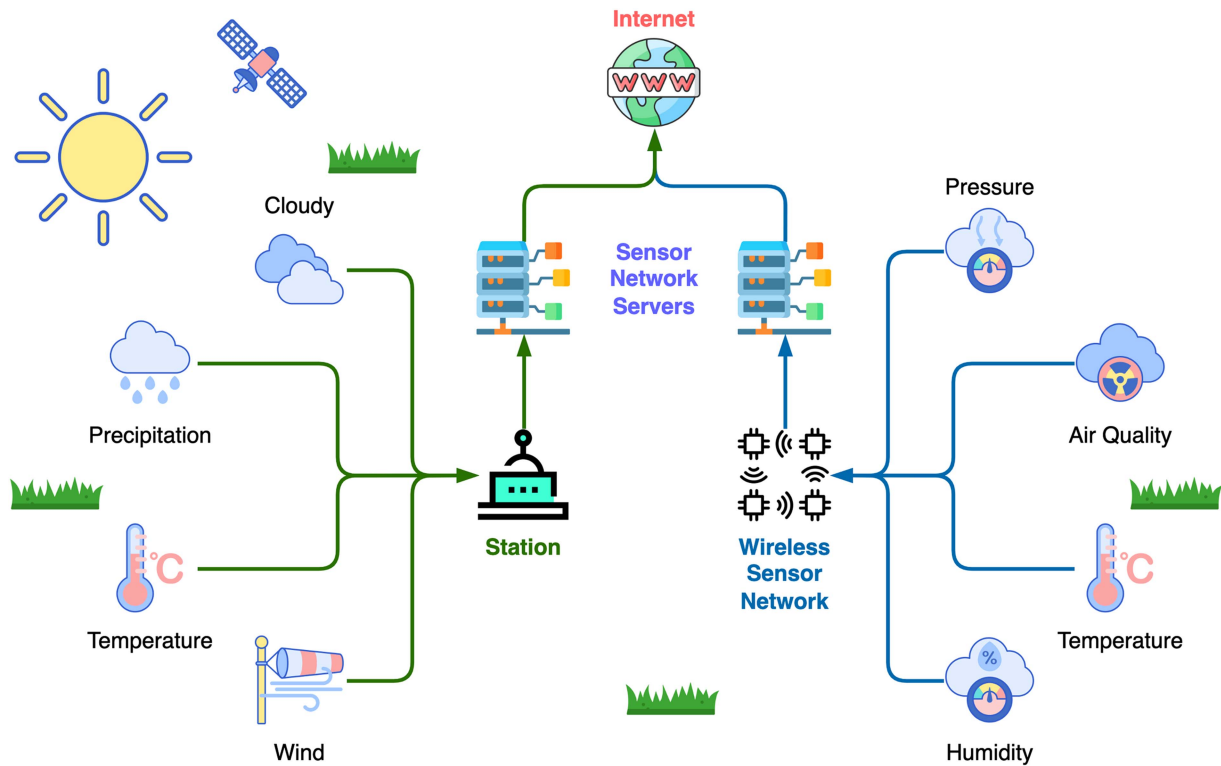 Internet
WWW
Cloudy
Pressure
Sensor
Network
Servers
Precipitation
Air Quality
°C
Temperature
Station
Wireless
Sensor
Network
°C
Temperature
%
Wind
Humidity